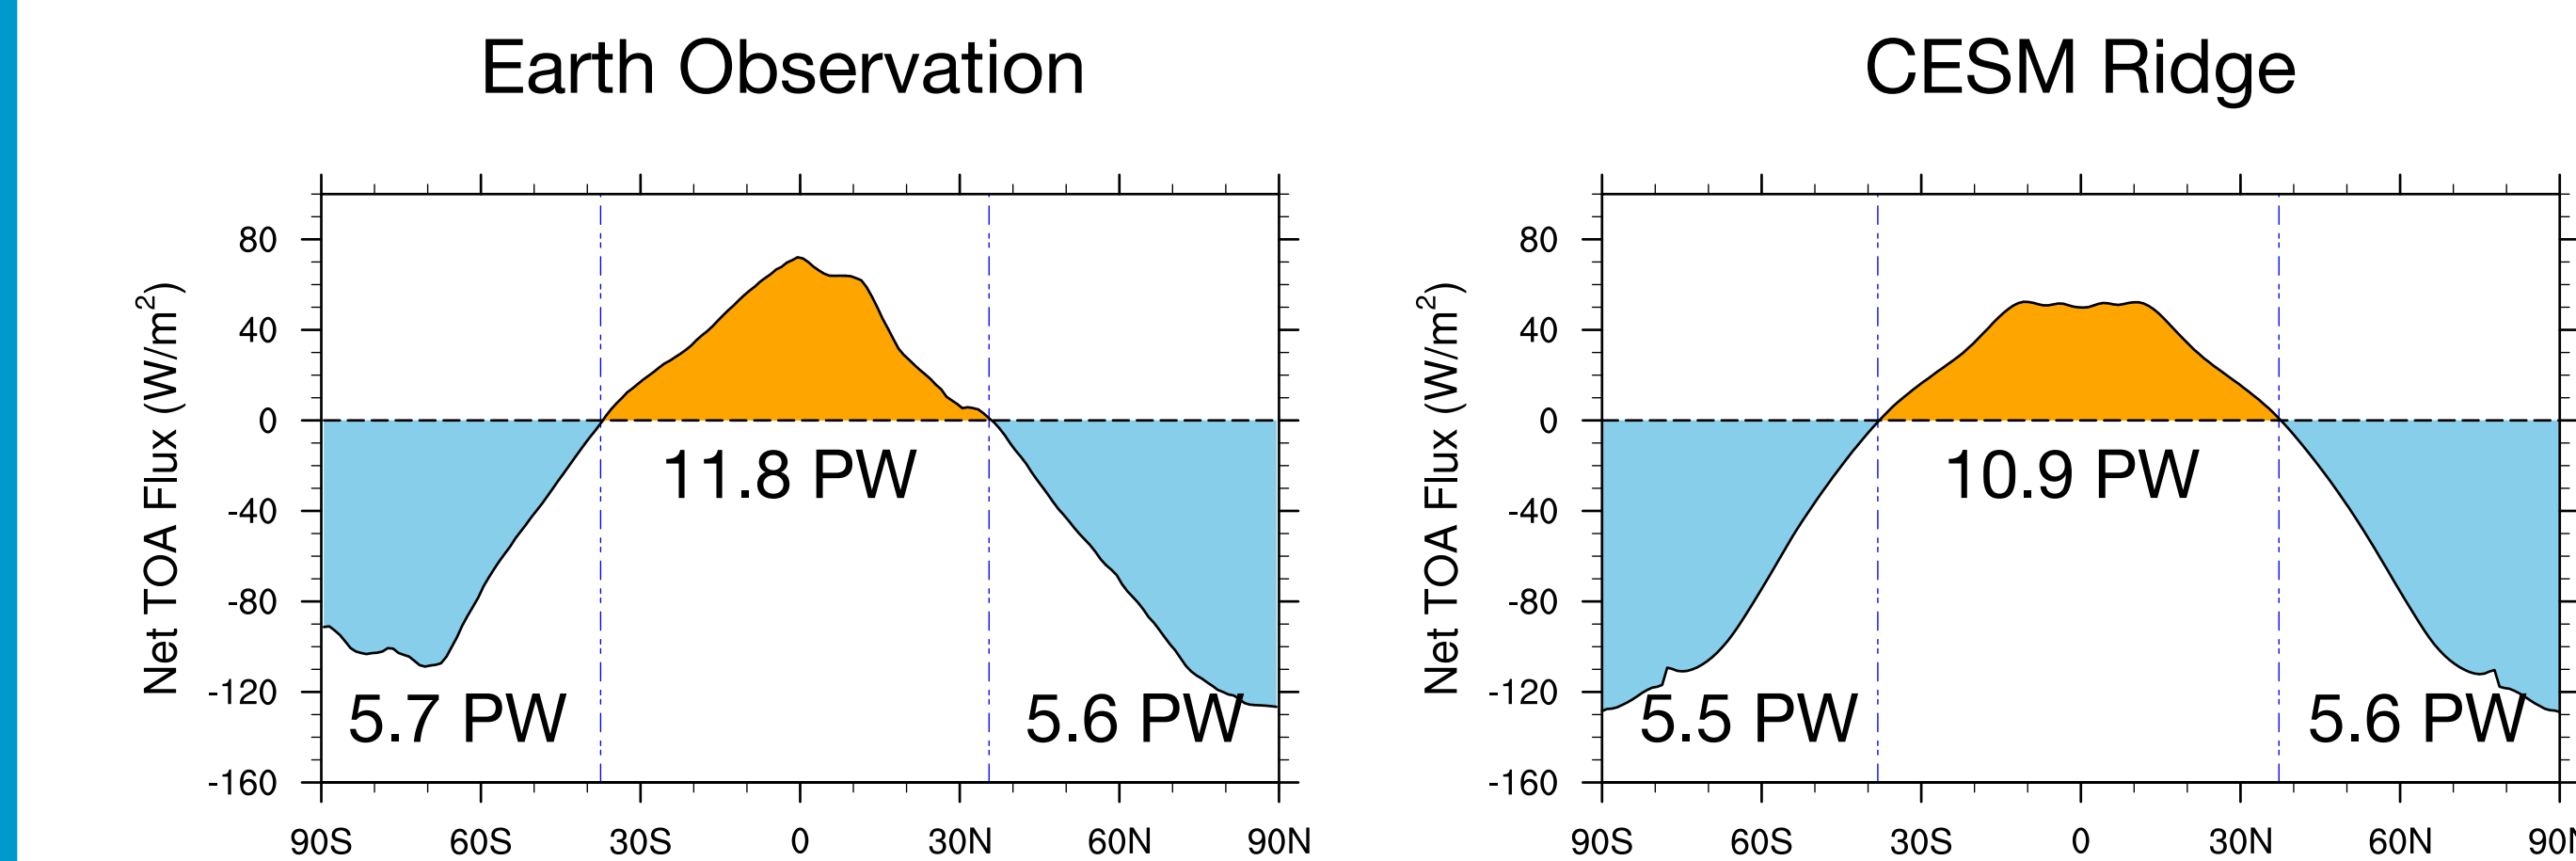 Earth Observation
CESM Ridge
Net TOA Flux (W/m²)
80
40
0
-40
-80
-120
-160
11.8 PW
5.7 PW
5.6 PW
90S 60S 30S 0 30N 60N 90N
Net TOA Flux (W/m²)
80
40
0
-40
-80
-120
-160
10.9 PW
5.5 PW
5.6 PW
90S 60S 30S 0 30N 60N 90N